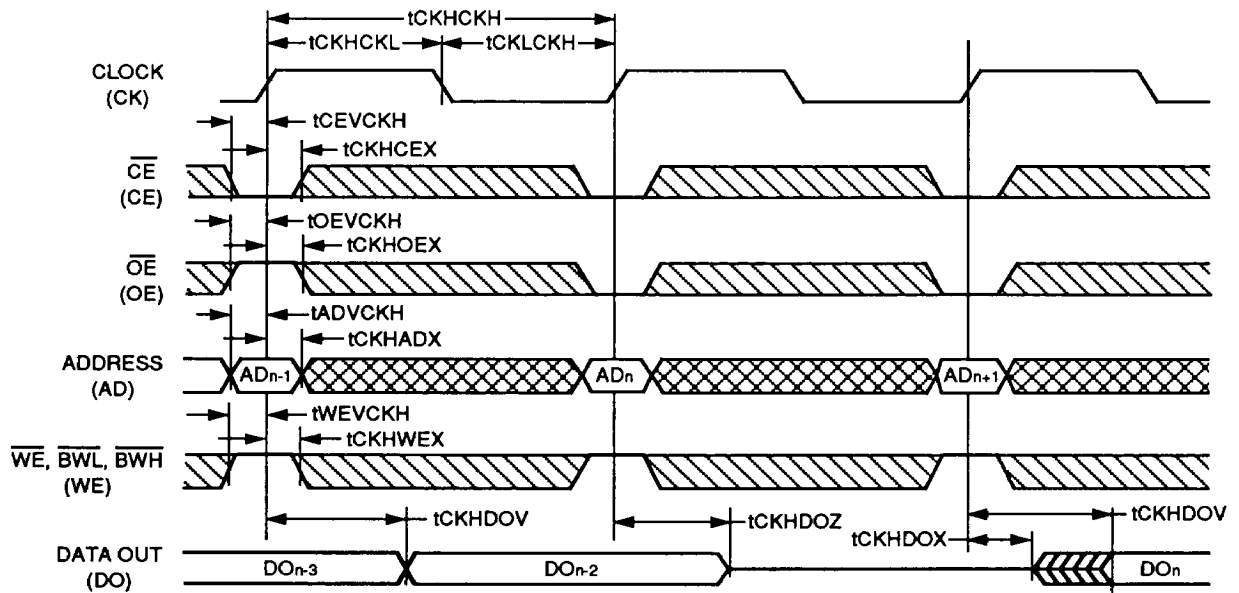 tCKHCKH
tCKHCKL
tCKLCKH
CLOCK
(CK)
tCEVCKH
tCKHCEX
CE
(CE)
tOEVCKH
tCKHOEX
OE
(OE)
tADVCKH
tCKHADX
ADDRESS
(AD)
ADn-1
ADn
ADn+1
tWEVCKH
tCKHWEX
WE, BWL, BWH
(WE)
tCKHDOV
tCKHDOZ
tCKHDOV
tCKHDOX
DATA OUT
(DO)
DOn-3
DOn-2
DOn